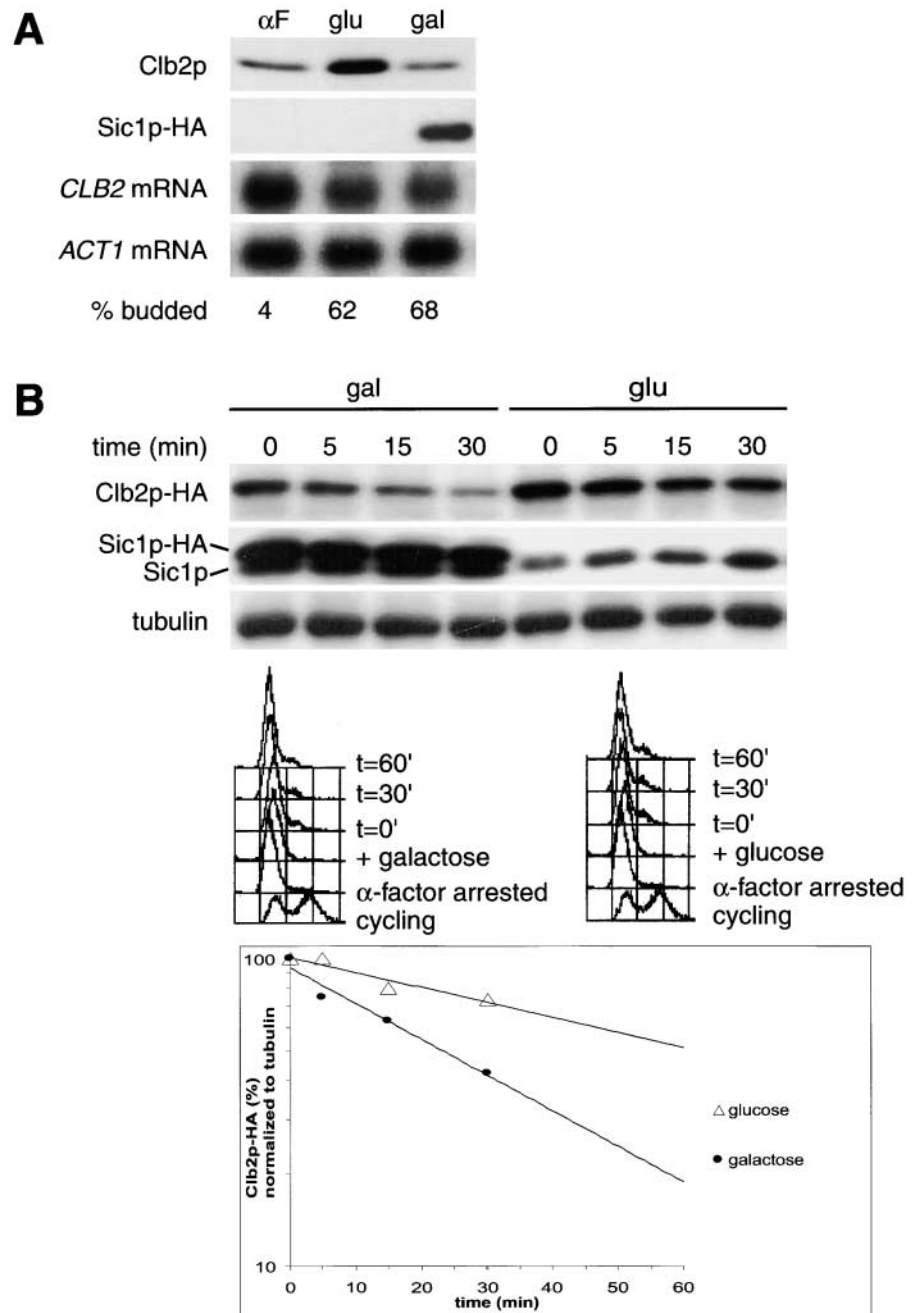 A
αF glu gal
Clb2p
Sic1p-HA
CLB2 mRNA
ACT1 mRNA
% budded 4 62 68
B
gal glu
time (min) 0 5 15 30 0 5 15 30
Clb2p-HA
Sic1p-HA
Sic1p
tubulin
t=60'
t=30'
t=0'
+ galactose
α-factor arrested
cycling
t=60'
t=30'
t=0'
+ glucose
α-factor arrested
cycling
100
10
Clb2p-HA (%)
normalized to tubulin
glucose
galactose
0 10 20 30 40 50 60
time (min)